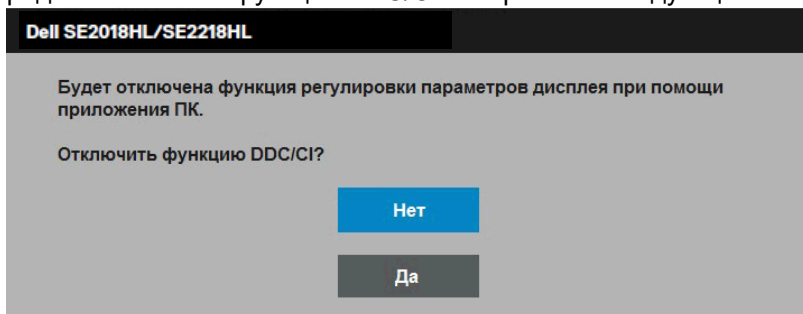 Dell SE2018HL/SE2218HL
Будет отключена функция регулировки параметров дисплея при помощи
приложения ПК.
Отключить функцию DDC/CI?
Нет
Да